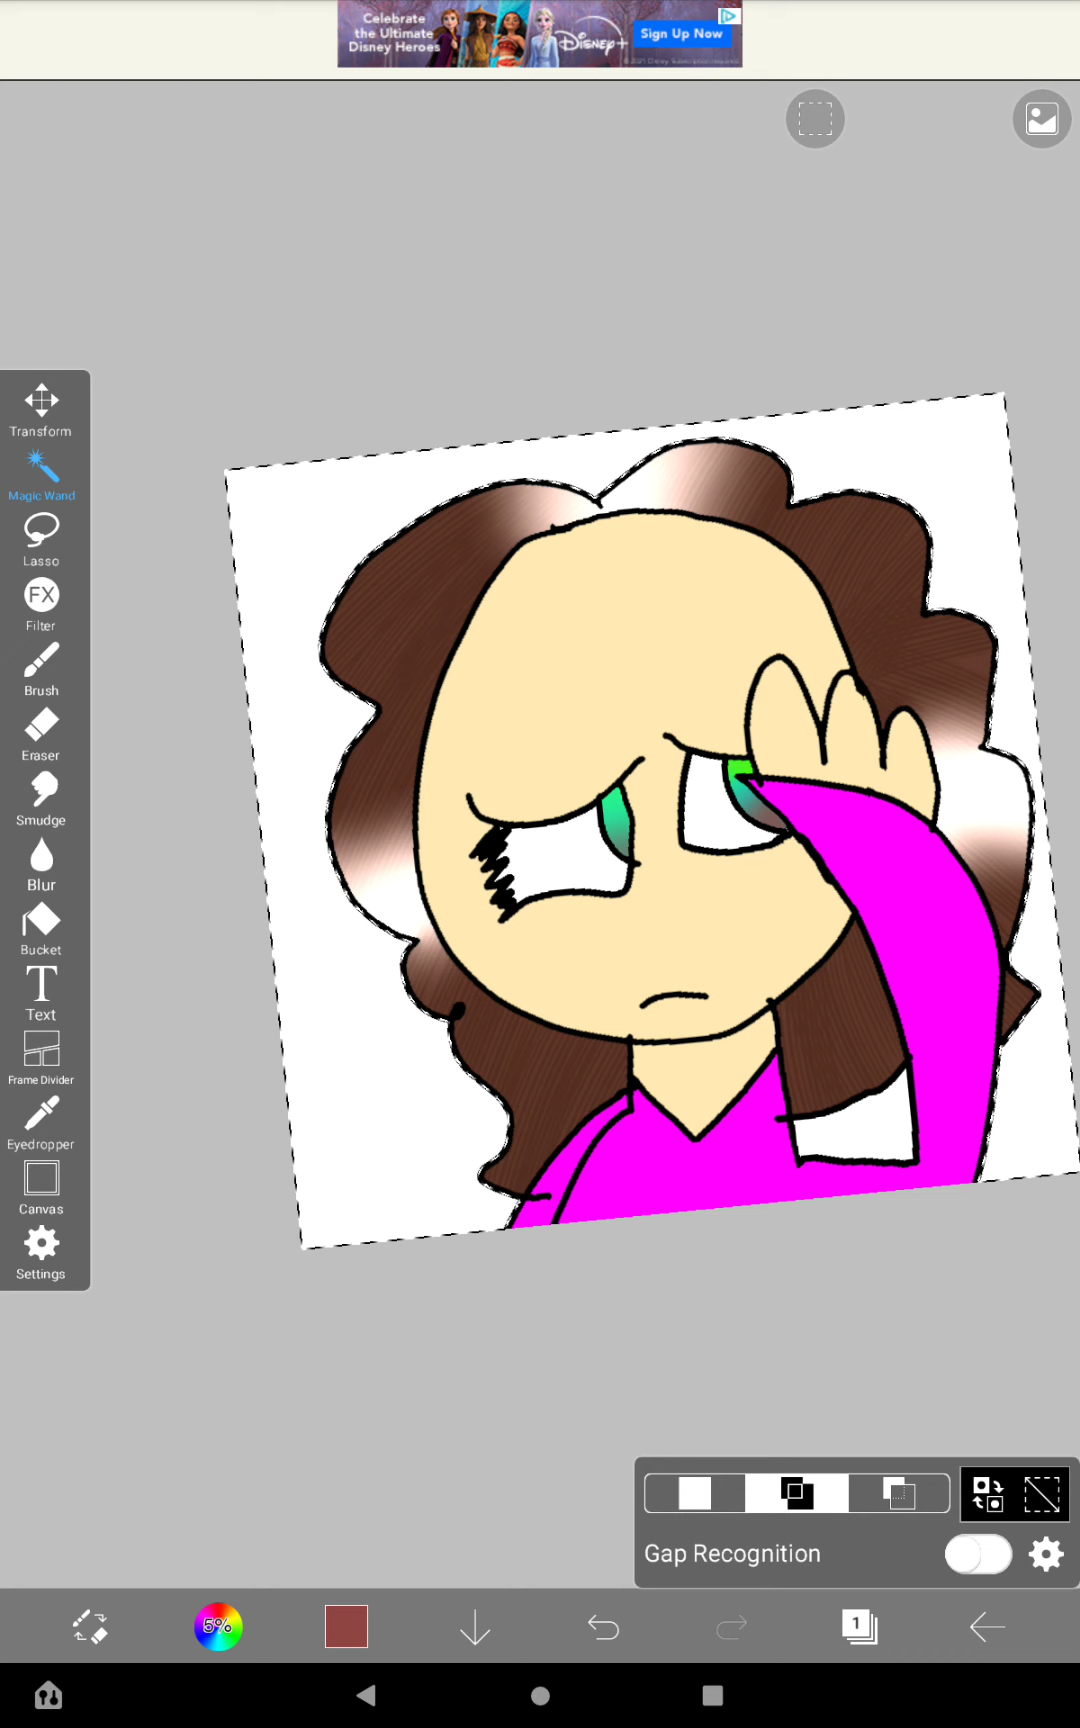 Celebrate
the Ultimate
Disney Heroes
Disney+
Sign Up Now
Transform
Magic Wand
Lasso
FX
Filter
Brush
Eraser
Smudge
Blur
Bucket
T
Text
Frame Divider
Eyedropper
Canvas
Settings
Gap Recognition
5%
1